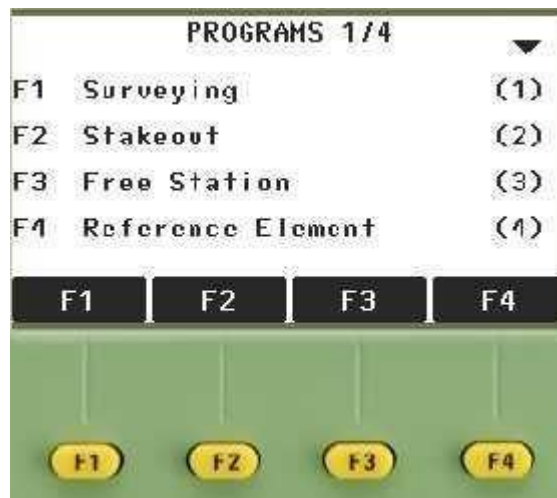 PROGRAMS 1/4
F1 Surveying (1)
F2 Stakeout (2)
F3 Free Station (3)
F4 Reference Element (4)
F1 F2 F3 F4
F1 F2 F3 F4